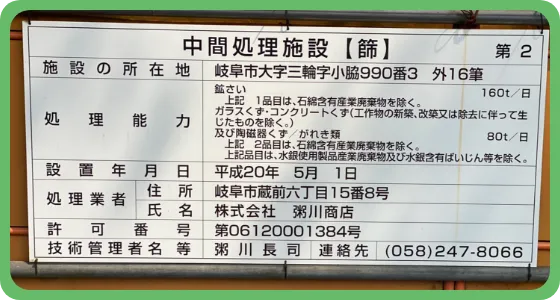 中間処理施設【篩】 第2
施設の所在地 岐阜市大字三輪字小脇990番3 外16筆
処理能力
鉱さい 160t/日
上記 1品目は、石綿含有産業廃棄物を除く。
ガラスくず・コンクリートくず(工作物の新築、改築又は除去に伴って生
じたものを除く。)
及び陶磁器くず/がれき類 80t/日
上記 2品目は、石綿含有産業廃棄物を除く。
上記品目は、水銀使用製品産業廃棄物及び水銀含有ばいじん等を除く。
設置年月日 平成20年 5月 1日
処理業者 住所 岐阜市蔵前六丁目15番8号
氏名 株式会社 粥川商店
許可番号 第06120001384号
技術管理者名等 粥川長司 連絡先 (058)247-8066